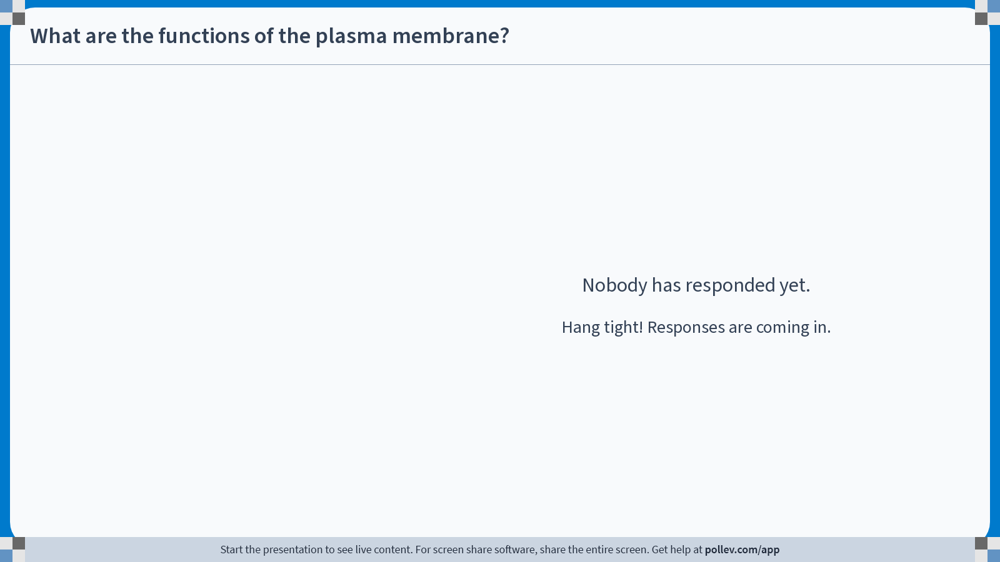 What are the functions of the plasma membrane?
Nobody has responded yet.
Hang tight! Responses are coming in.
Start the presentation to see live content. For screen share software, share the entire screen. Get help at pollev.com/app